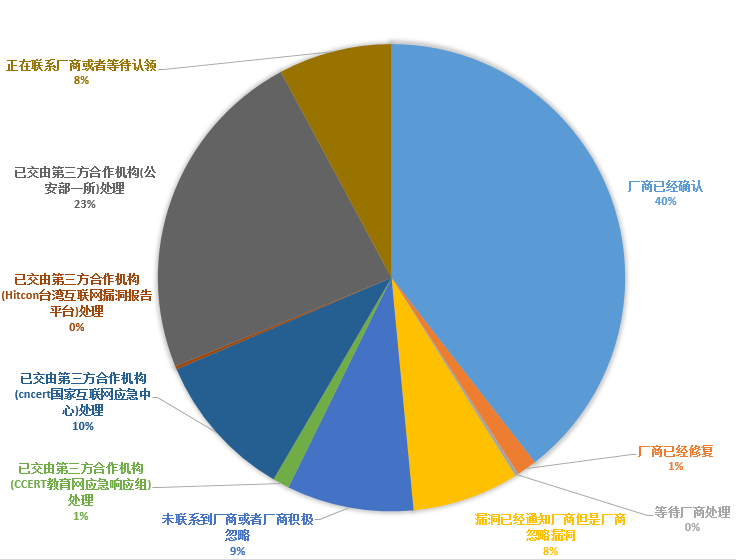 正在联系厂商或者等待认领
8%
已交由第三方合作机构(公
安部一所)处理
23%
已交由第三方合作机构
(Hitcon台湾互联网漏洞报告
平台)处理
0%
已交由第三方合作机构
(cncert国家互联网应急中
心)处理
10%
已交由第三方合作机构
(CCERT教育网应急响应组)
处理
1%
未联系到厂商或者厂商积极
忽略
9%
漏洞已经通知厂商但是厂商
忽略漏洞
8%
等待厂商处理
0%
厂商已经修复
1%
厂商已经确认
40%